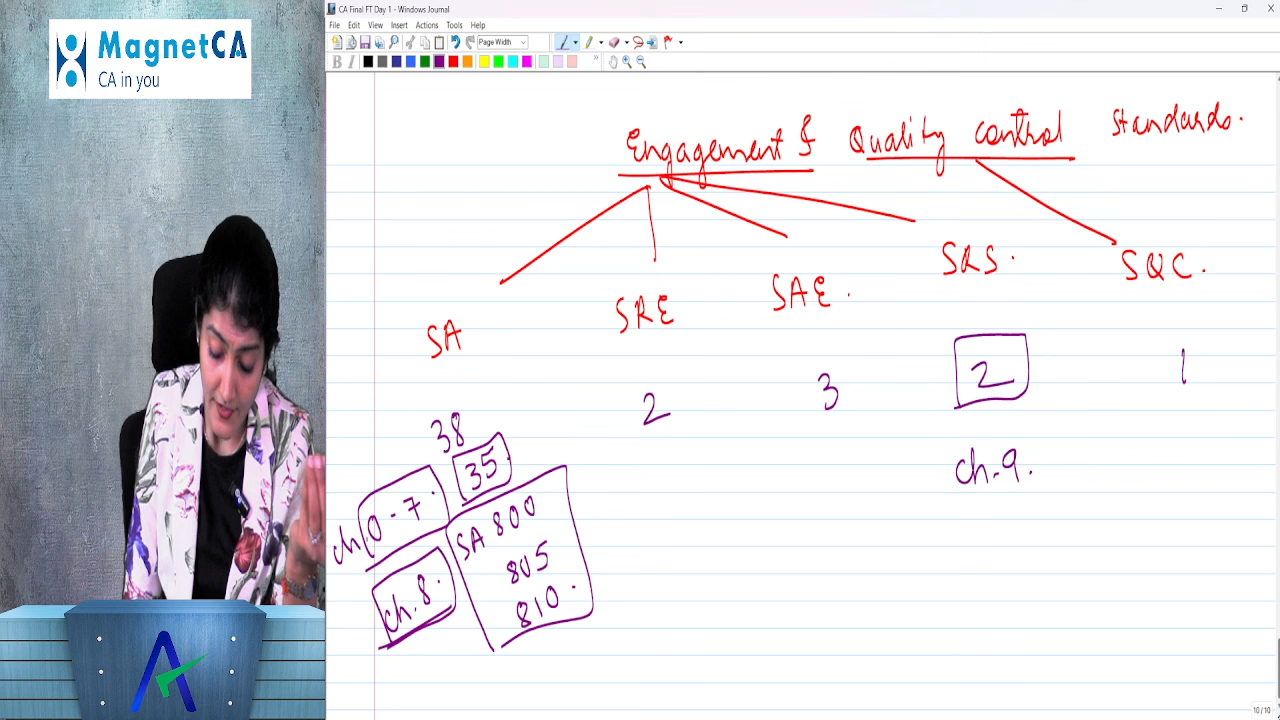 MagnetCA
CA in you
CA Final FT Day 1 - Windows Journal
File Edit View Insert Actions Tools Help
Page Width
B I
Engagement & Quality control Standards.
SA SRE SAE. SRS. SQC.
38 2 3 2 1
35
ch. 0-7. ch. 9.
SA 800
805
810.
ch. 8.
10 / 10